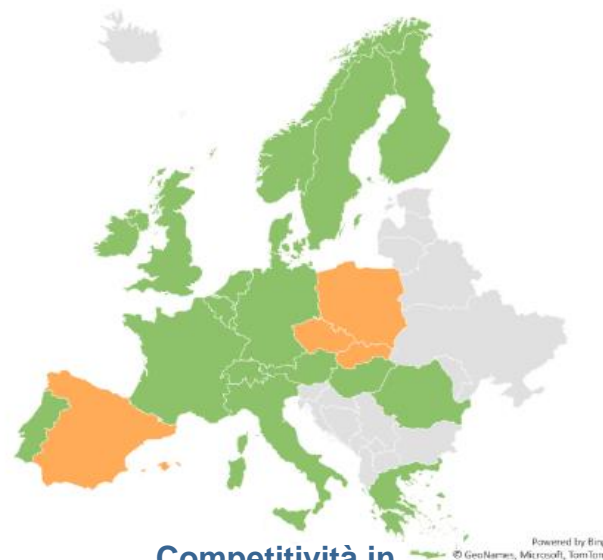 Powered by Bing
Competitività in
© GeoNames, Microsoft, TomTom